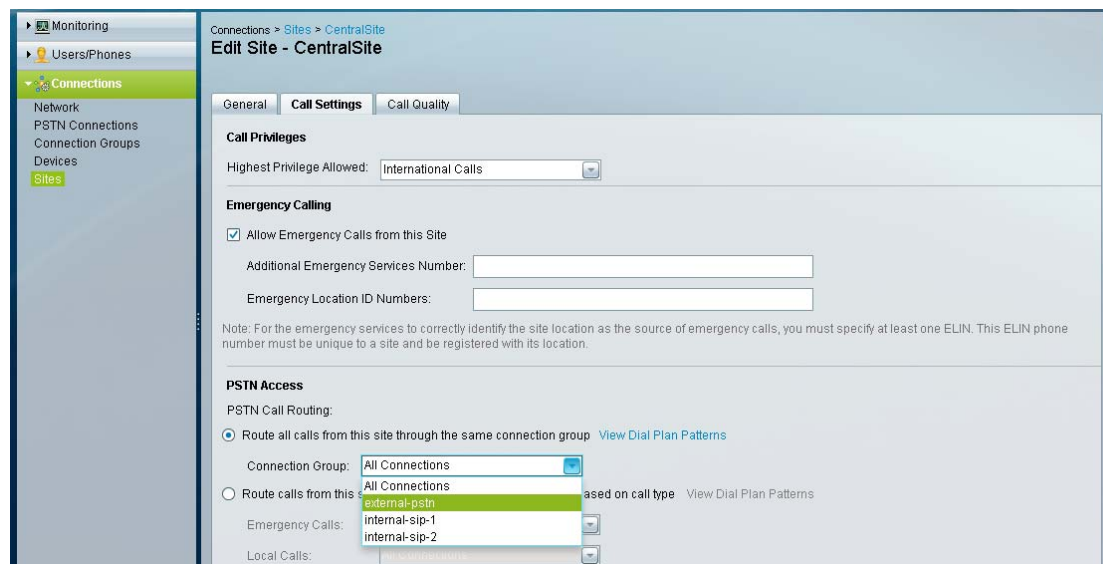 Monitoring
Users/Phones
Connections
Network
PSTN Connections
Connection Groups
Devices
Sites
Connections > Sites > CentralSite
Edit Site - CentralSite
General Call Settings Call Quality
Call Privileges
Highest Privilege Allowed: International Calls
Emergency Calling
Allow Emergency Calls from this Site
Additional Emergency Services Number:
Emergency Location ID Numbers:
Note: For the emergency services to correctly identify the site location as the source of emergency calls, you must specify at least one ELIN. This ELIN phone
number must be unique to a site and be registered with its location.
PSTN Access
PSTN Call Routing:
Route all calls from this site through the same connection group View Dial Plan Patterns
Connection Group: All Connections
All Connections
Route calls from this ased on call type View Dial Plan Patterns
external-pstn
internal-sip-1
Emergency Calls:
internal-sip-2
Local Calls: All Connections